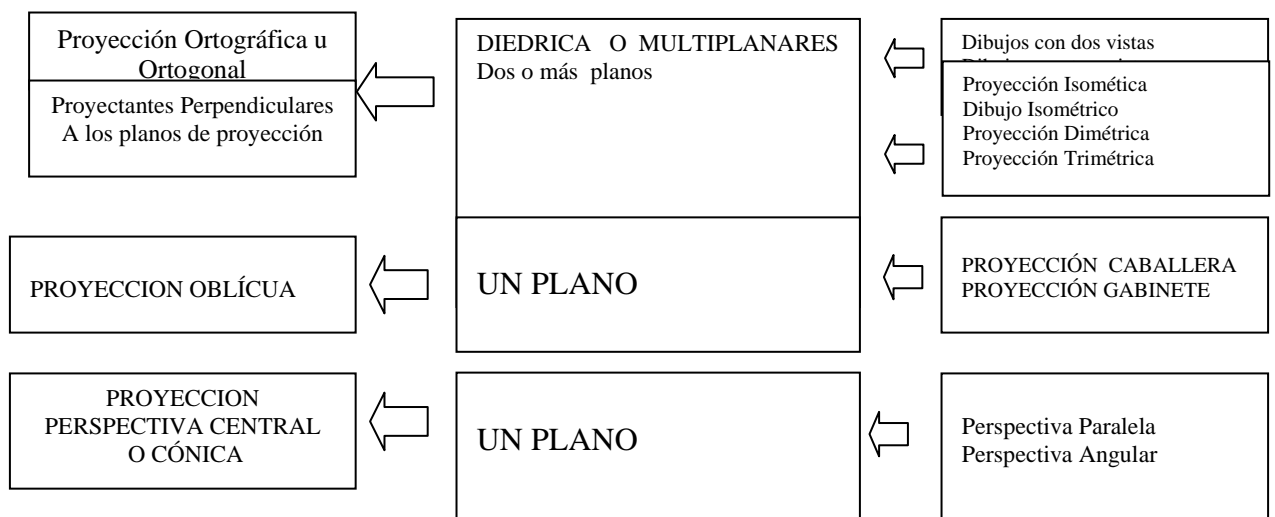 Proyección Ortográfica u
Ortogonal
Proyectantes Perpendiculares
A los planos de proyección
DIEDRICA O MULTIPLANARES
Dos o más planos
Dibujos con dos vistas
Proyección Isomética
Dibujo Isométrico
Proyección Dimétrica
Proyección Trimétrica
PROYECCION OBLÍCUA
UN PLANO
PROYECCIÓN CABALLERA
PROYECCIÓN GABINETE
PROYECCION
PERSPECTIVA CENTRAL
O CÓNICA
UN PLANO
Perspectiva Paralela
Perspectiva Angular